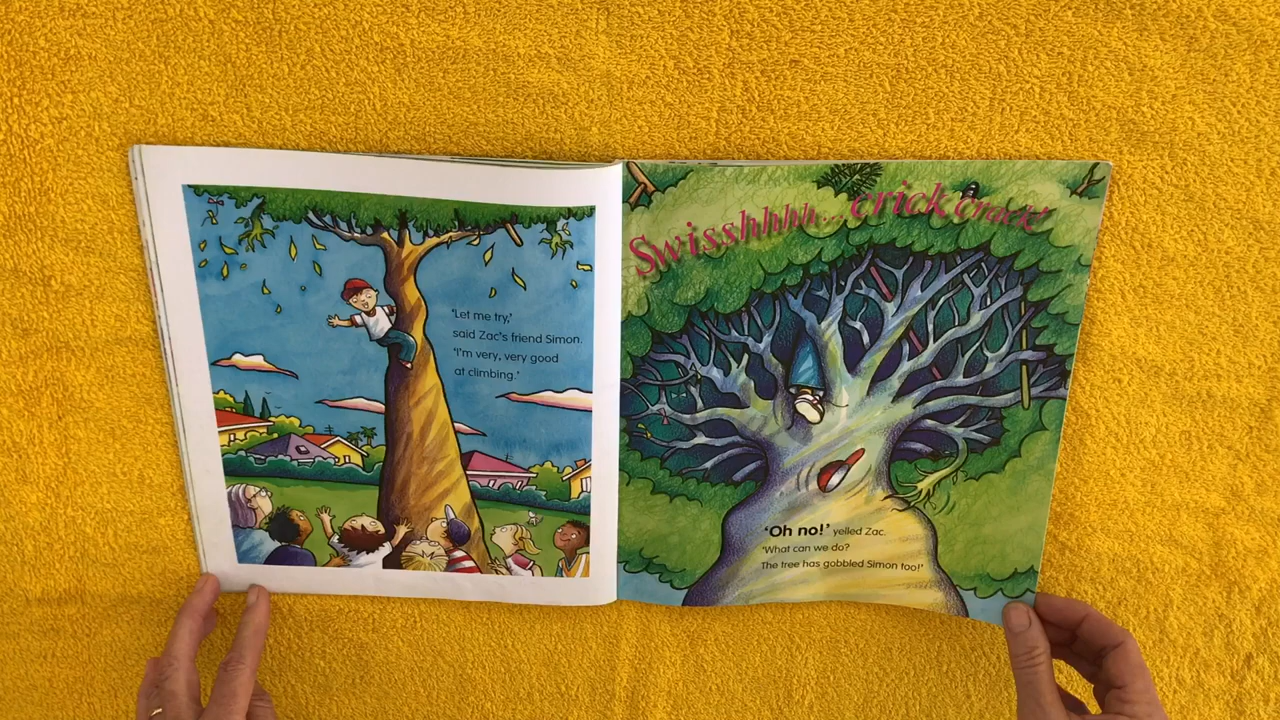 'Let me try,'
said Zac's friend Simon.
'I'm very, very good
at climbing.'
Swisshhhh... crick crack!
'Oh no!' yelled Zac.
'What can we do?
The tree has gobbled Simon too!'